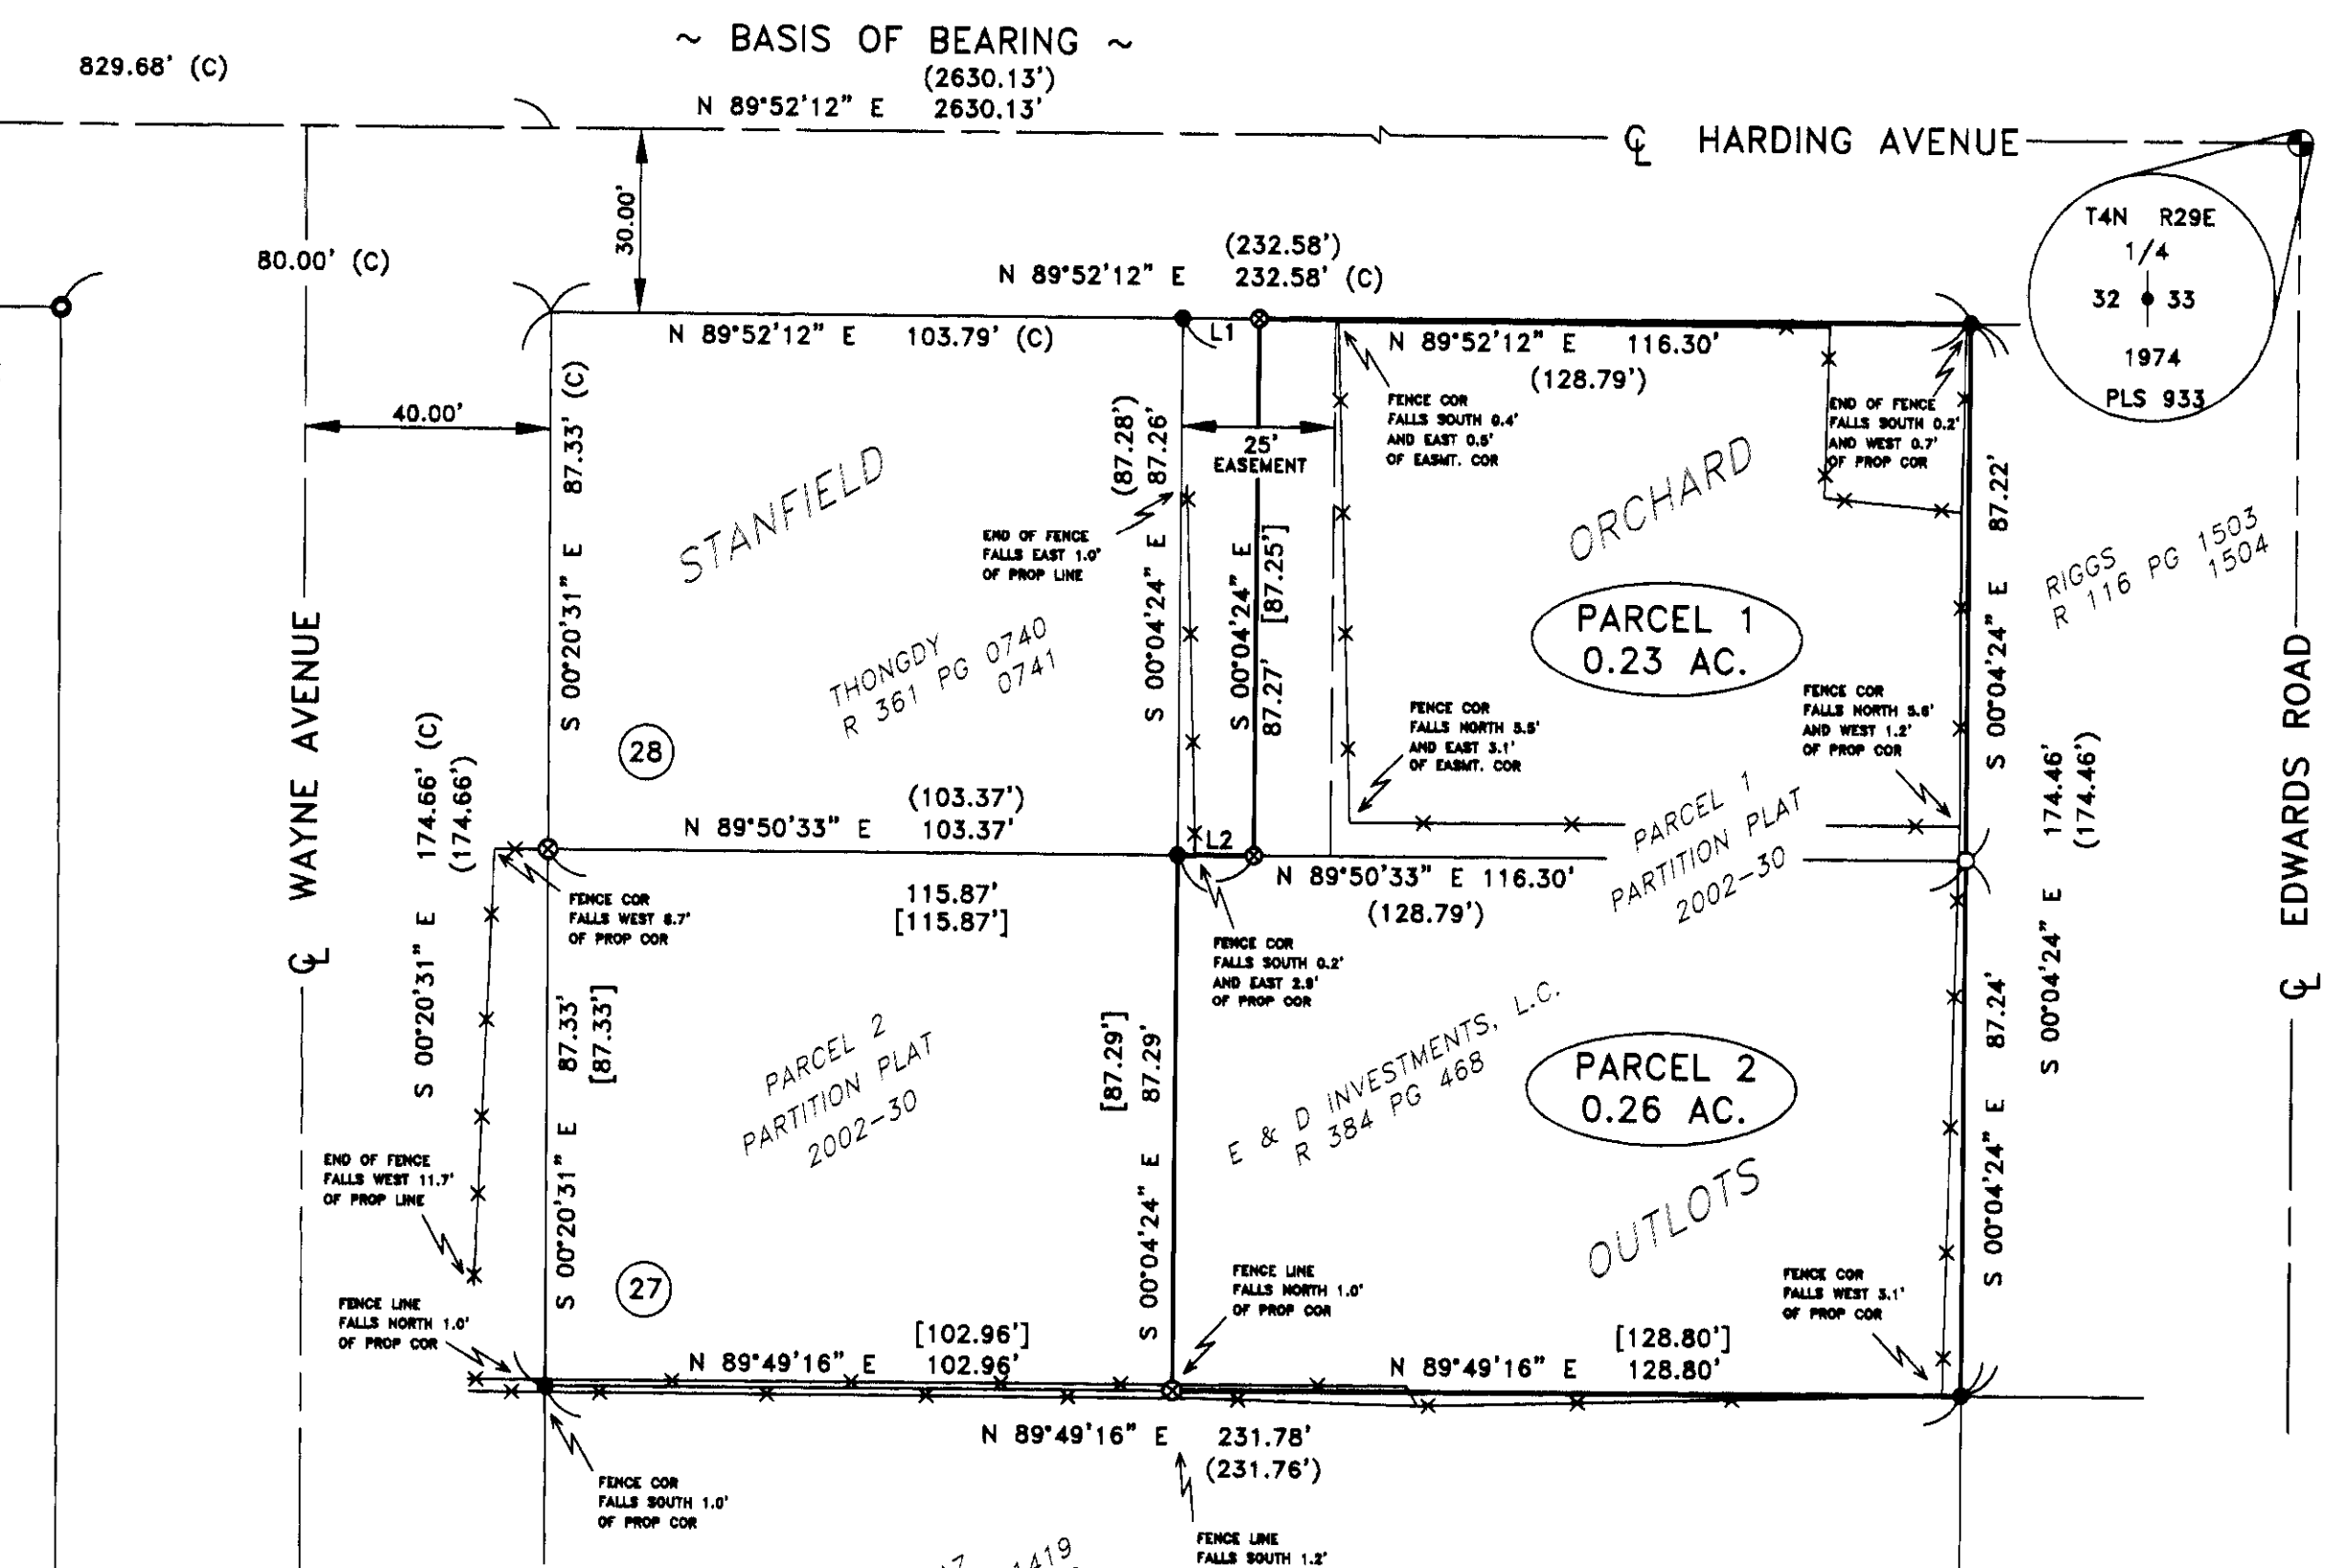 ~ BASIS OF BEARING ~
829.68' (C)
(2630.13')
N 89°52'12" E 2630.13'
℄ HARDING AVENUE
T4N R29E
1/4
32 33
1974
PLS 933
30.00'
80.00' (C)
(232.58')
N 89°52'12" E 232.58' (C)
N 89°52'12" E 103.79' (C)
L1
N 89°52'12" E 116.30'
(128.79')
40.00'
S 00°20'31" E 87.33' (C)
STANFIELD
THONGDY
R 361 PG 0740
0741
28
(87.28')
S 00°04'24" E 87.26'
25'
EASEMENT
S 00°04'24" E
87.27' [87.25']
END OF FENCE
FALLS EAST 1.0'
OF PROP LINE
FENCE COR
FALLS SOUTH 0.4'
AND EAST 0.5'
OF EASMT. COR
END OF FENCE
FALLS SOUTH 0.2'
AND WEST 0.7'
OF PROP COR
ORCHARD
PARCEL 1
0.23 AC.
S 00°04'24" E 87.22'
RIGGS
R 116 PG 1503
1504
FENCE COR
FALLS NORTH 5.5'
AND EAST 3.1'
OF EASMT. COR
FENCE COR
FALLS NORTH 5.6'
AND WEST 1.2'
OF PROP COR
℄ WAYNE AVENUE
S 00°20'31" E 174.66' (C)
(174.66')
S 00°04'24" E 174.46'
(174.46')
℄ EDWARDS ROAD
(103.37')
N 89°50'33" E 103.37'
L2
115.87'
[115.87']
N 89°50'33" E 116.30'
(128.79')
PARCEL 1
PARTITION PLAT
2002-30
FENCE COR
FALLS WEST 8.7'
OF PROP COR
FENCE COR
FALLS SOUTH 0.2'
AND EAST 2.9'
OF PROP COR
S 00°20'31" E 87.33'
[87.33']
PARCEL 2
PARTITION PLAT
2002-30
[87.29']
S 00°04'24" E 87.29'
E & D INVESTMENTS, L.C.
R 384 PG 468
PARCEL 2
0.26 AC.
OUTLOTS
S 00°04'24" E 87.24'
END OF FENCE
FALLS WEST 11.7'
OF PROP LINE
27
FENCE LINE
FALLS NORTH 1.0'
OF PROP COR
FENCE LINE
FALLS NORTH 1.0'
OF PROP COR
FENCE COR
FALLS WEST 3.1'
OF PROP COR
[102.96']
N 89°49'16" E 102.96'
[128.80']
N 89°49'16" E 128.80'
N 89°49'16" E 231.78'
(231.76')
FENCE COR
FALLS SOUTH 1.0'
OF PROP COR
FENCE LINE
FALLS SOUTH 1.2'
1419